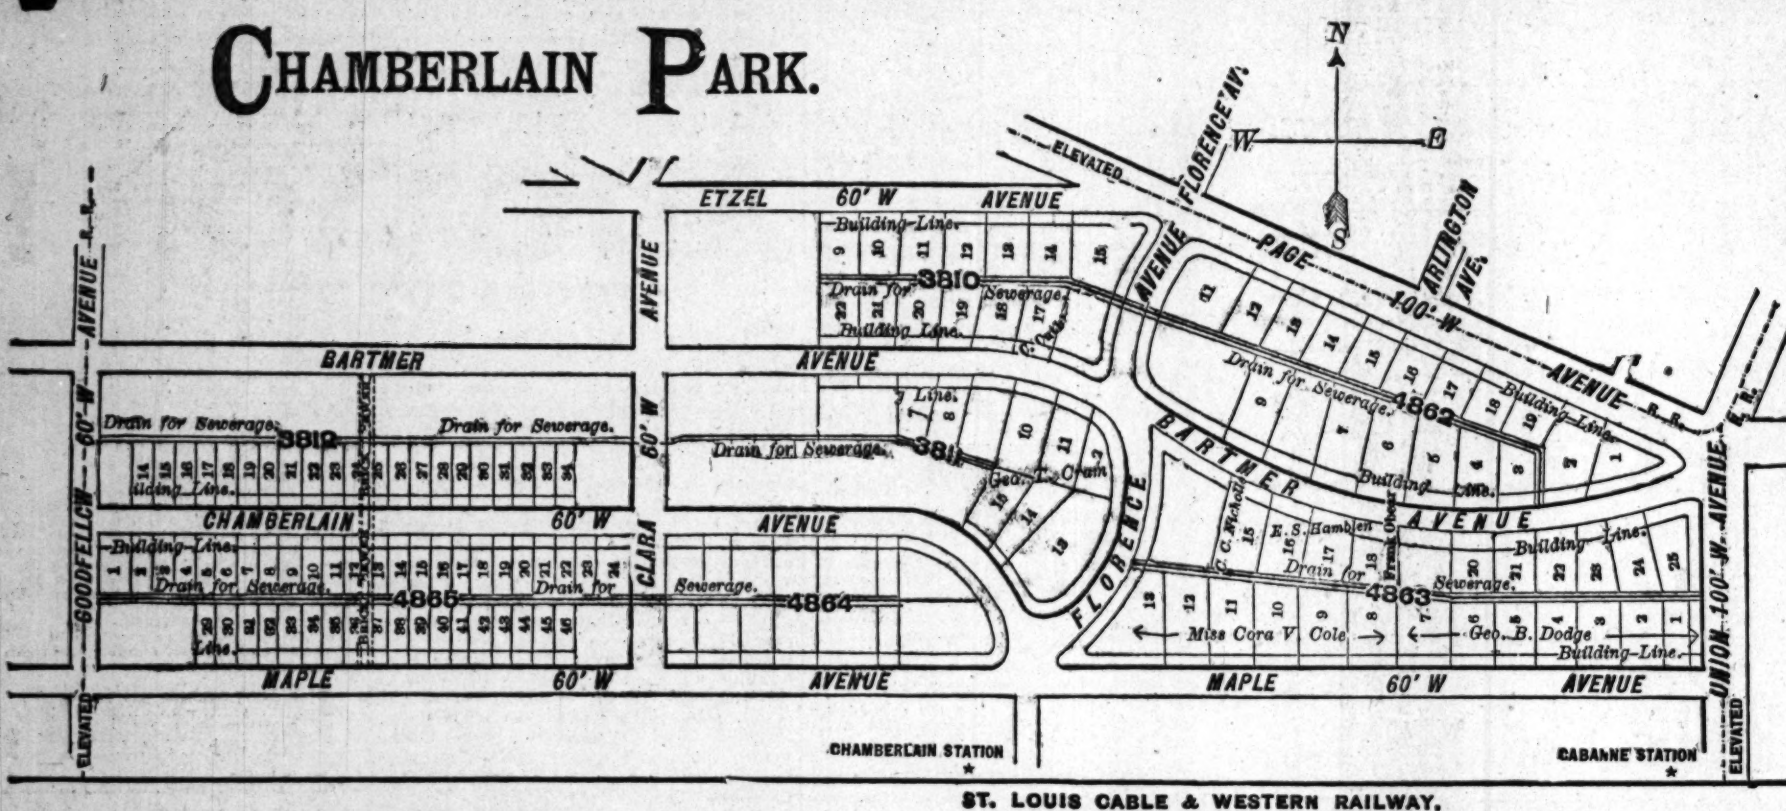 CHAMBERLAIN PARK.
N
W E
S
FLORENCE AV.
ELEVATED
ARLINGTON AVE.
ETZEL 60' W AVENUE
PAGE 100' W AVENUE R. R.
R. R.
AVENUE
Building Line.
9 10 11 12 13 14 15
3810
Drain for Sewerage.
22 21 20 19 18 17
Building Line.
AVENUE
11 12 13 14 15 16 17 18 19
Building Line.
Drain for Sewerage.
4862
9 7 6 5 4 3 2 1
Building Line.
BARTMER AVENUE
BARTMER AVENUE
AVENUE R. R.
Drain for Sewerage.
3812
Drain for Sewerage.
14 15 16 17 18 19 20 21 22 23 25 26 27 28 29 30 31 32 33 34
ilding Line.
60' W
Line.
7 8 10 11
Drain for Sewerage.
3811
Geo. T. Cram
15 14 13
CHAMBERLAIN 60' W AVENUE
Building Line.
1 2 3 4 5 6 7 8 9 10 11 12 13 14 15 16 17 18 19 20 21 22 23 24
Drain for Sewerage.
4865
Drain for Sewerage.
4864
29 30 31 32 33 34 35 36 37 38 39 40 41 42 43 44 45 46
Line.
GOODFELLOW 60' W
CLARA
FLORENCE
15
E. S. Hamblen
16 17 18
Building Line.
20 21 22 23 24 25
Drain for Sewerage.
4863
13 12 11 10 9 8 7 6 5 4 3 2 1
Miss Cora V. Cole
Geo. B. Dodge
Building Line.
UNION 100' W AVENUE
MAPLE 60' W AVENUE MAPLE 60' W AVENUE
ELEVATED
CHAMBERLAIN STATION
CABANNE STATION
ELEVATED
ST. LOUIS CABLE & WESTERN RAILWAY.